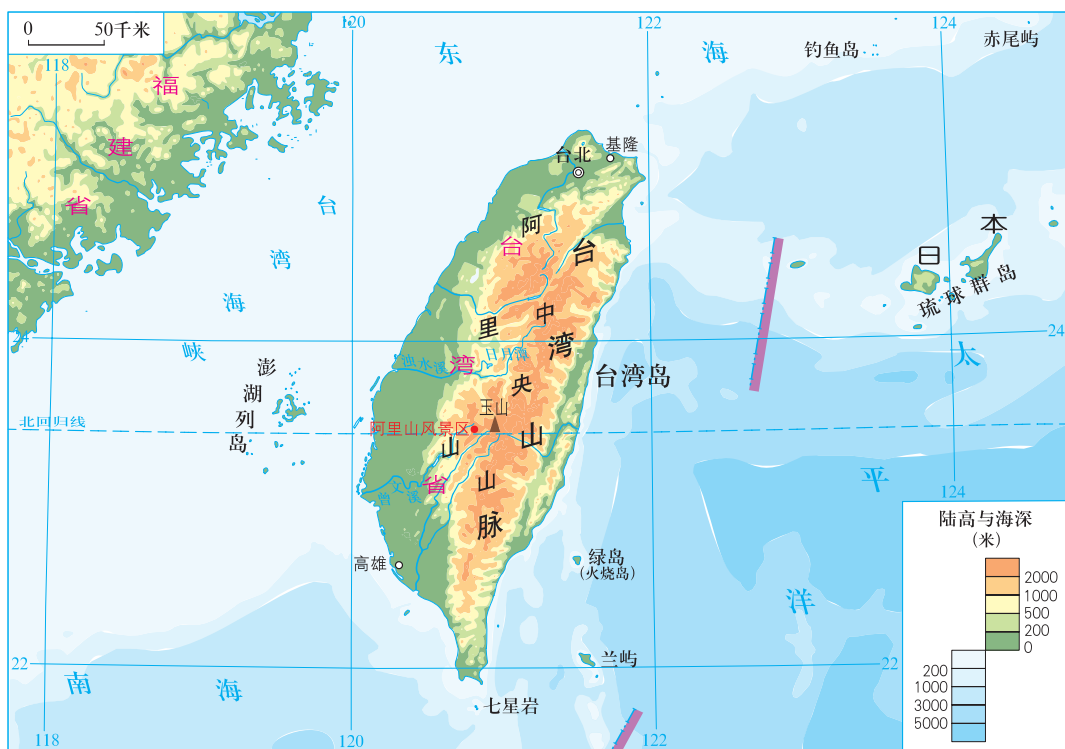 0 50千米
120
122
124
118
东海
钓鱼岛
赤尾屿
福建省
台湾海峡
基隆
台北
台湾省
阿里山
台湾山脉
中央山
日本
琉球群岛
24
24
太平洋
澎湖列岛
浊水溪
日月潭
台湾岛
北回归线
玉山
阿里山风景区
曾文溪
高雄
绿岛
(火烧岛)
兰屿
七星岩
22
22
南海
118
120
122
124
陆高与海深
(米)
2000
1000
500
200
0
200
1000
3000
5000